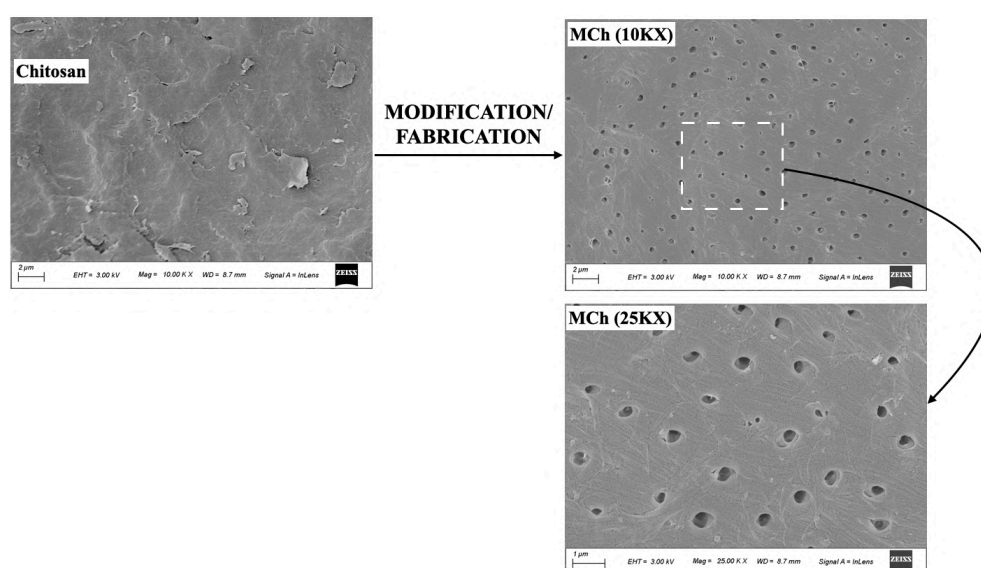 Chitosan
2 µm
EHT = 3.00 kV
Mag = 10.00 K X
WD = 8.7 mm
Signal A = InLens
ZEISS
MODIFICATION/
FABRICATION
MCh (10KX)
2 µm
EHT = 3.00 kV
Mag = 10.00 K X
WD = 8.7 mm
Signal A = InLens
ZEISS
MCh (25KX)
1 µm
EHT = 3.00 kV
Mag = 25.00 K X
WD = 8.7 mm
Signal A = InLens
ZEISS